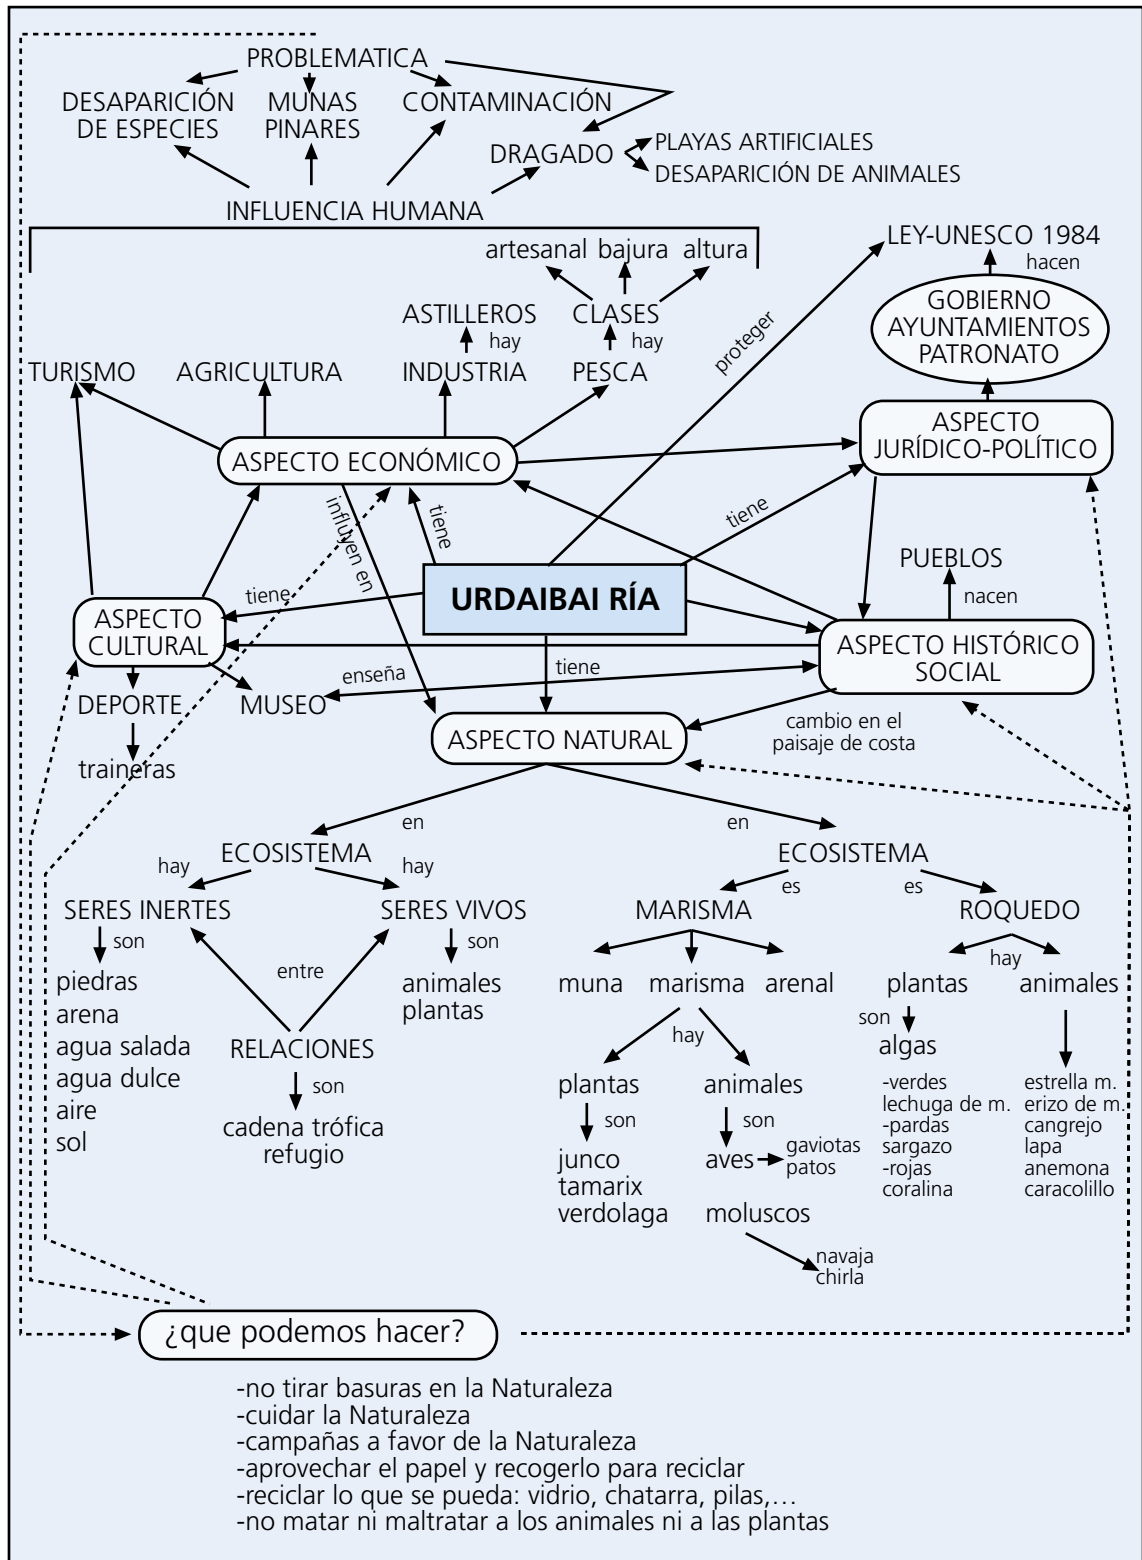 PROBLEMATICA
DESAPARICIÓN
DE ESPECIES
MUNAS
PINARES
CONTAMINACIÓN
DRAGADO
PLAYAS ARTIFICIALES
DESAPARICIÓN DE ANIMALES
INFLUENCIA HUMANA
artesanal bajura altura
LEY-UNESCO 1984
hacen
GOBIERNO
AYUNTAMIENTOS
PATRONATO
ASTILLEROS
hay
CLASES
hay
proteger
TURISMO
AGRICULTURA
INDUSTRIA
PESCA
ASPECTO ECONÓMICO
ASPECTO
JURÍDICO-POLÍTICO
influyen en
tiene
tiene
PUEBLOS
nacen
tiene
URDAIBAI RÍA
ASPECTO
CULTURAL
ASPECTO HISTÓRICO
SOCIAL
enseña
tiene
DEPORTE
MUSEO
traineras
ASPECTO NATURAL
cambio en el
paisaje de costa
en
en
ECOSISTEMA
hay
hay
SERES INERTES
SERES VIVOS
son
son
entre
piedras
arena
agua salada
agua dulce
aire
sol
animales
plantas
RELACIONES
son
cadena trófica
refugio
ECOSISTEMA
es
es
MARISMA
ROQUEDO
muna
marisma
arenal
hay
plantas
animales
hay
son
algas
plantas
animales
son
son
junco
tamarix
verdolaga
aves
gaviotas
patos
moluscos
navaja
chirla
-verdes
lechuga de m.
-pardas
sargazo
-rojas
coralina
estrella m.
erizo de m.
cangrejo
lapa
anemona
caracolillo
¿que podemos hacer?
-no tirar basuras en la Naturaleza
-cuidar la Naturaleza
-campañas a favor de la Naturaleza
-aprovechar el papel y recogerlo para reciclar
-reciclar lo que se pueda: vidrio, chatarra, pilas,…
-no matar ni maltratar a los animales ni a las plantas